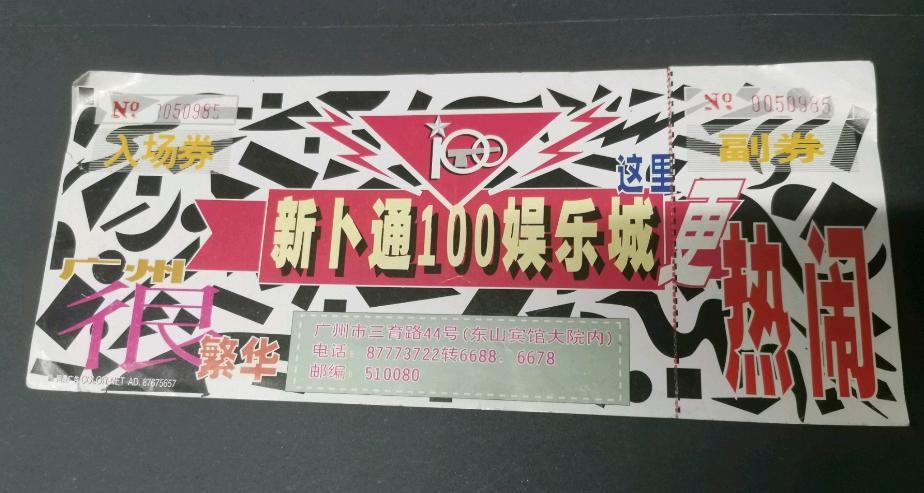 № 0050985
入场券
100
新卜通100娱乐城
广州
很
繁华
这里
更
热闹
广州市三育路44号(东山宾馆大院内)
电话 87773722转6688、6678
邮编 510080
AD 87675657
№ 0050985
副券